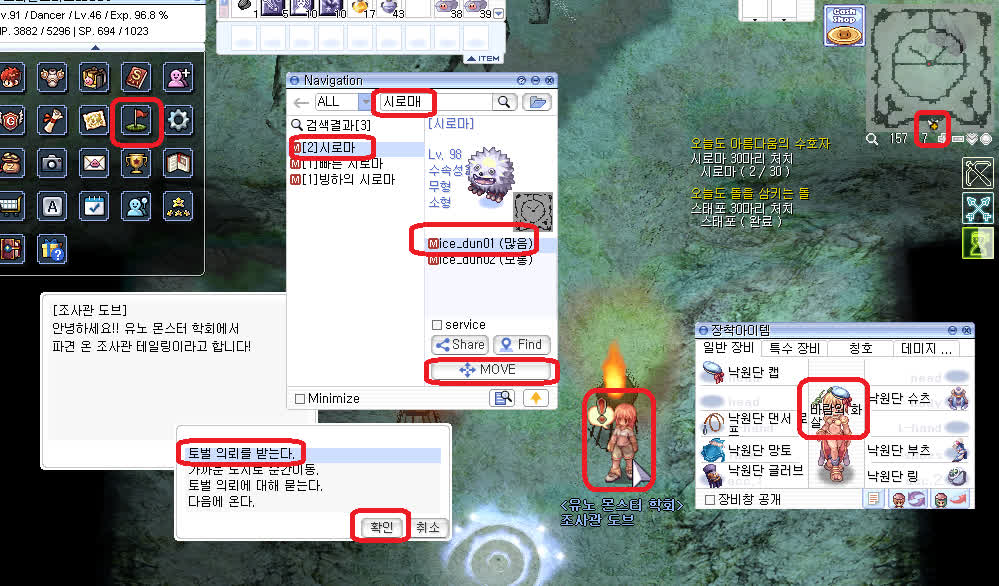 .v.91 / Dancer / Lv.46 / Exp. 96.8 %
P. 3882 / 5296 | SP. 694 / 1023
1
5
10
10
17
43
38
39
ITEM
Cash Shop
157
7
Navigation
ALL
시로매
검색결과[3]
[2]시로마
[1]빠른 시로마
[1]빙하의 시로마
[시로마]
Lv. 98
수속성
무형
소형
ice_dun01 (많음)
ice_dun02 (보통)
service
Share
Find
MOVE
Minimize
오늘도 아름다움의 수호자
시로마 30마리 처치
시로마 ( 2 / 30 )
오늘도 돌을 삼키는 돌
스태포 30마리 처치
스태포 ( 완료 )
[조사관 도브]
안녕하세요!! 유노 몬스터 학회에서
파견 온 조사관 테일링이라고 합니다!
토벌 의뢰를 받는다.
가까운 도시로 순간이동.
토벌 의뢰에 대해 묻는다.
다음에 온다.
확인
취소
<유노 몬스터 학회>
조사관 도브
장착아이템
일반 장비
특수 장비
칭호
데미지 ...
낙원단 캡
head
head
낙원단 슈츠
바람의 화살
낙원단 댄서
l-hand
낙원단 망토
낙원단 부츠
낙원단 글러브
낙원단 링
장비창 공개